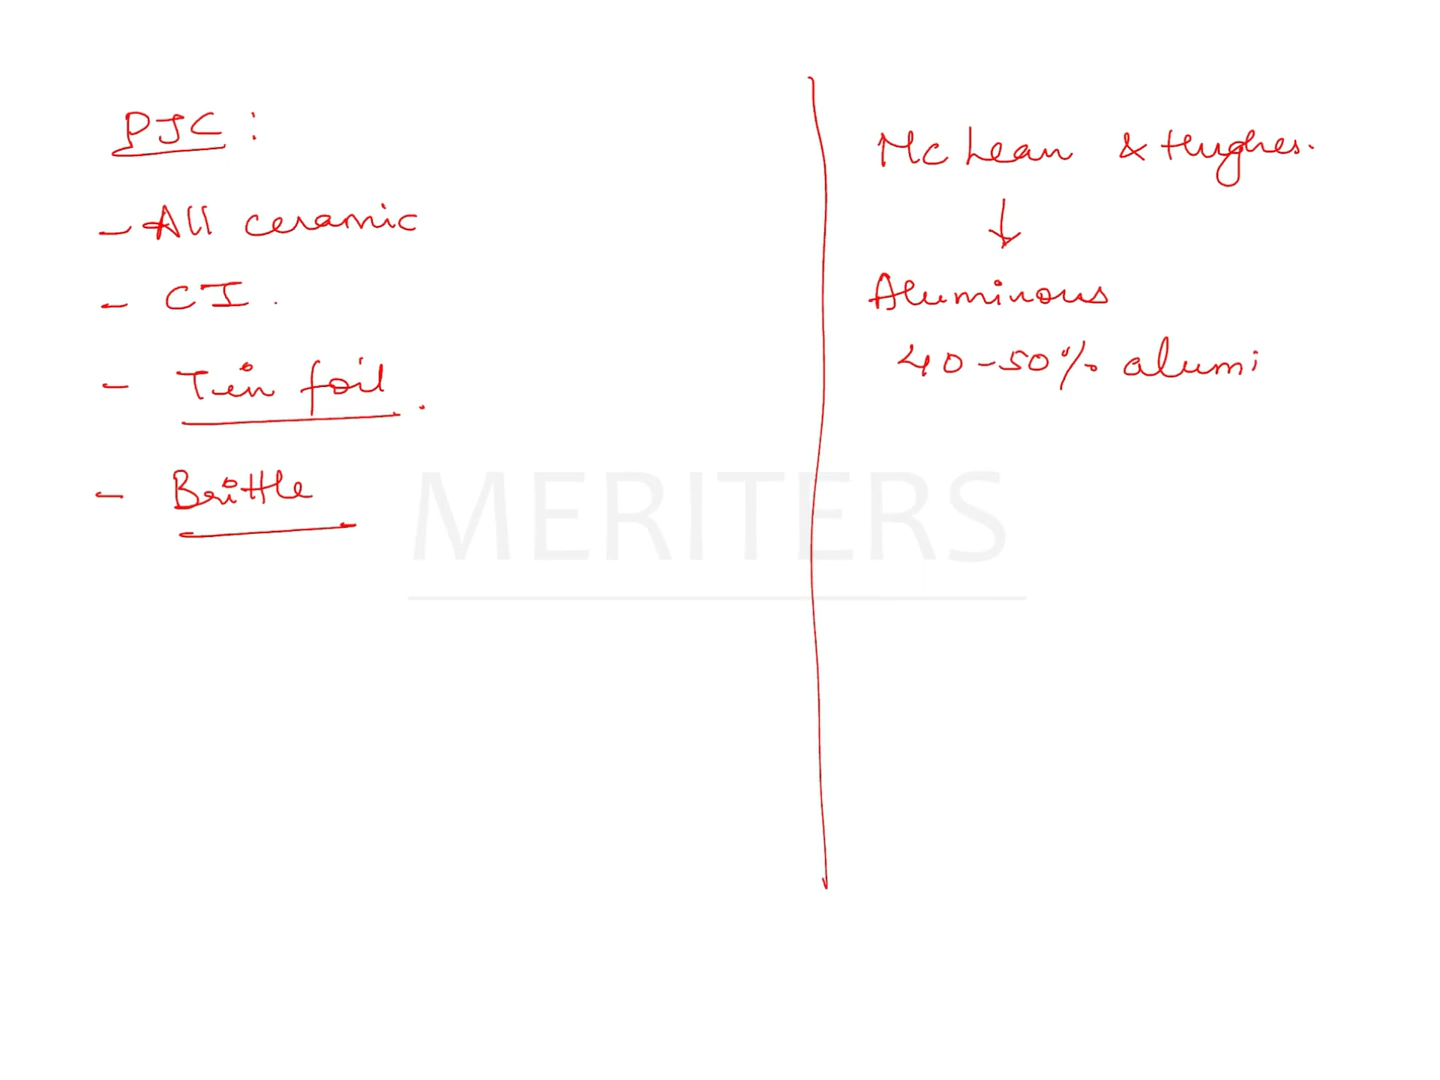 PJC :
- All ceramic
- CI .
- Tin foil .
- Brittle
Mc Lean & Hughes.
↓
Aluminous
40-50% alumi
MERITERS